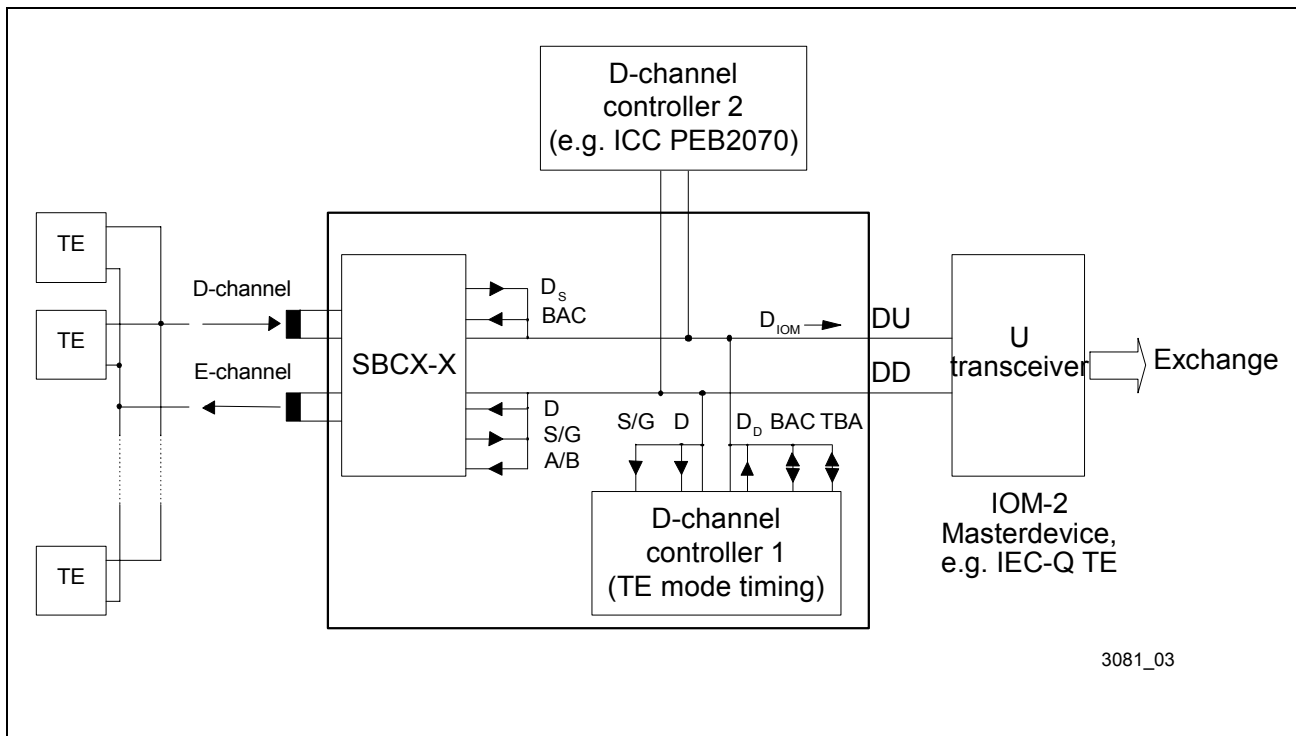 D-channel
controller 2
(e.g. ICC PEB2070)
TE
TE
TE
D-channel
E-channel
SBCX-X
D_S
BAC
D
S/G
A/B
D_IOM
DU
DD
S/G D D_D BAC TBA
D-channel
controller 1
(TE mode timing)
U
transceiver
Exchange
IOM-2
Masterdevice,
e.g. IEC-Q TE
3081_03